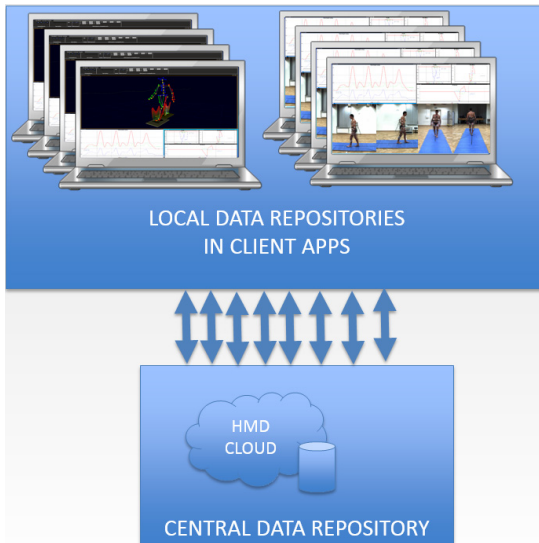 LOCAL DATA REPOSITORIES
IN CLIENT APPS
HMD
CLOUD
CENTRAL DATA REPOSITORY